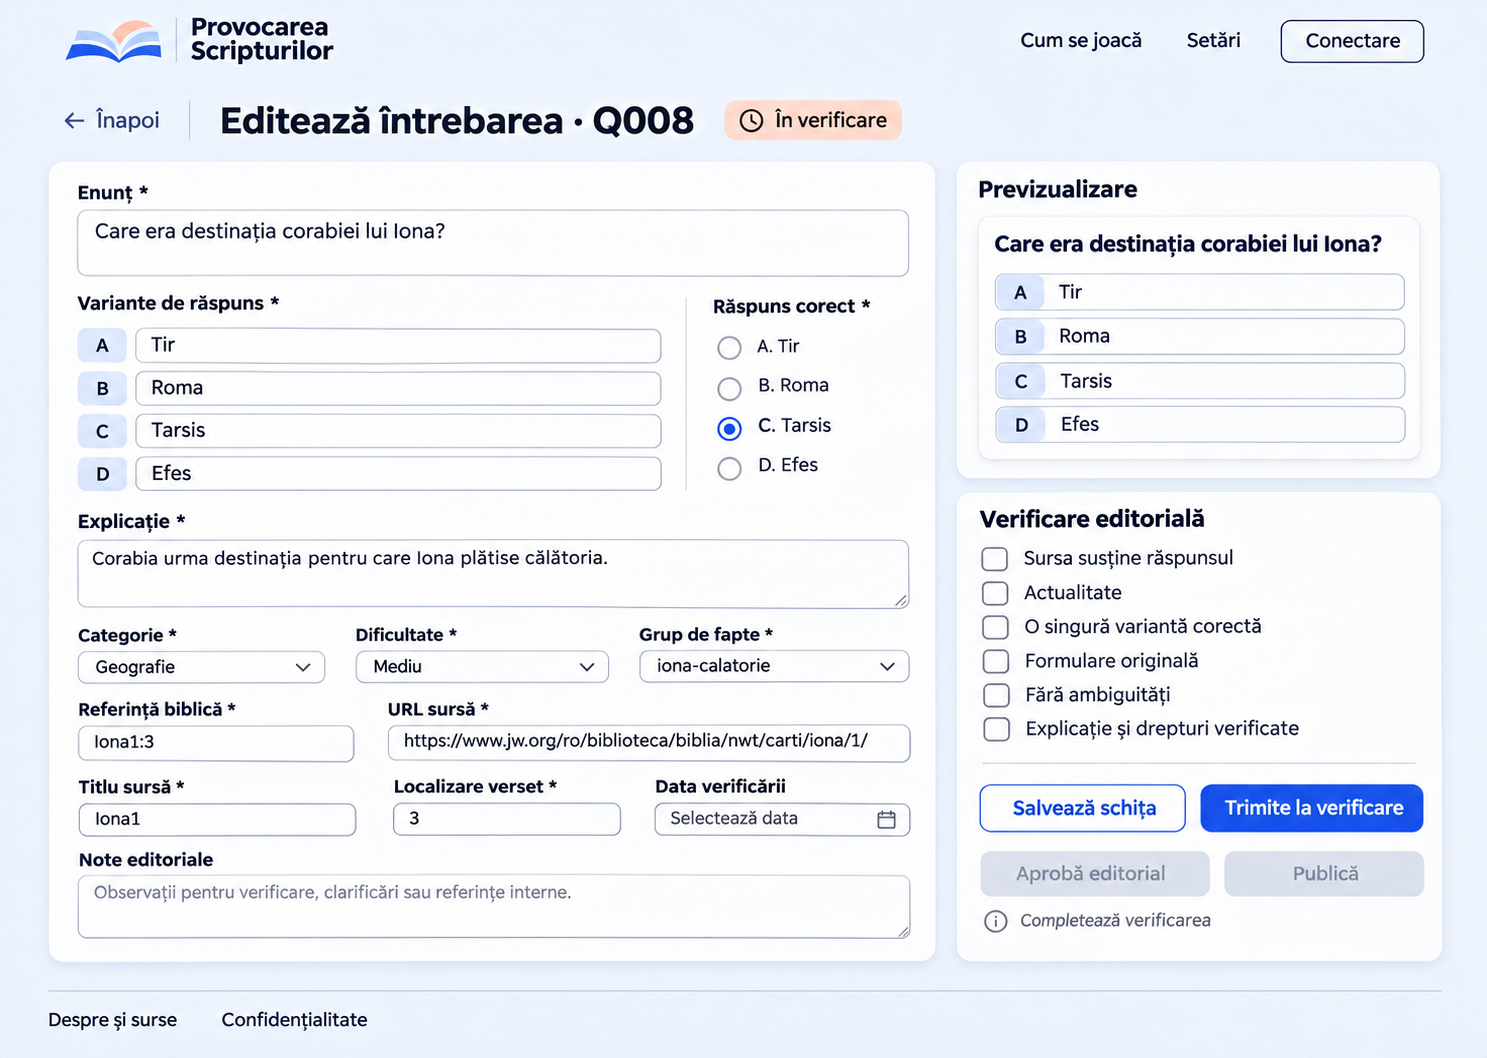 Provocarea
Scripturilor
Cum se joacă
Setări
Conectare
← Înapoi
Editează întrebarea · Q008
În verificare
Enunț *
Care era destinația corabiei lui Iona?
Variante de răspuns *
A Tir
B Roma
C Tarsis
D Efes
Răspuns corect *
A. Tir
B. Roma
C. Tarsis
D. Efes
Explicație *
Corabia urma destinația pentru care Iona plătise călătoria.
Categorie *
Geografie
Dificultate *
Mediu
Grup de fapte *
iona-calatorie
Referință biblică *
Iona1:3
URL sursă *
https://www.jw.org/ro/biblioteca/biblia/nwt/carti/iona/1/
Titlu sursă *
Iona1
Localizare verset *
3
Data verificării
Selectează data
Note editoriale
Observații pentru verificare, clarificări sau referințe interne.
Previzualizare
Care era destinația corabiei lui Iona?
A Tir
B Roma
C Tarsis
D Efes
Verificare editorială
Sursa susține răspunsul
Actualitate
O singură variantă corectă
Formulare originală
Fără ambiguități
Explicație și drepturi verificate
Salvează schița
Trimite la verificare
Aprobă editorial
Publică
Completează verificarea
Despre și surse
Confidențialitate